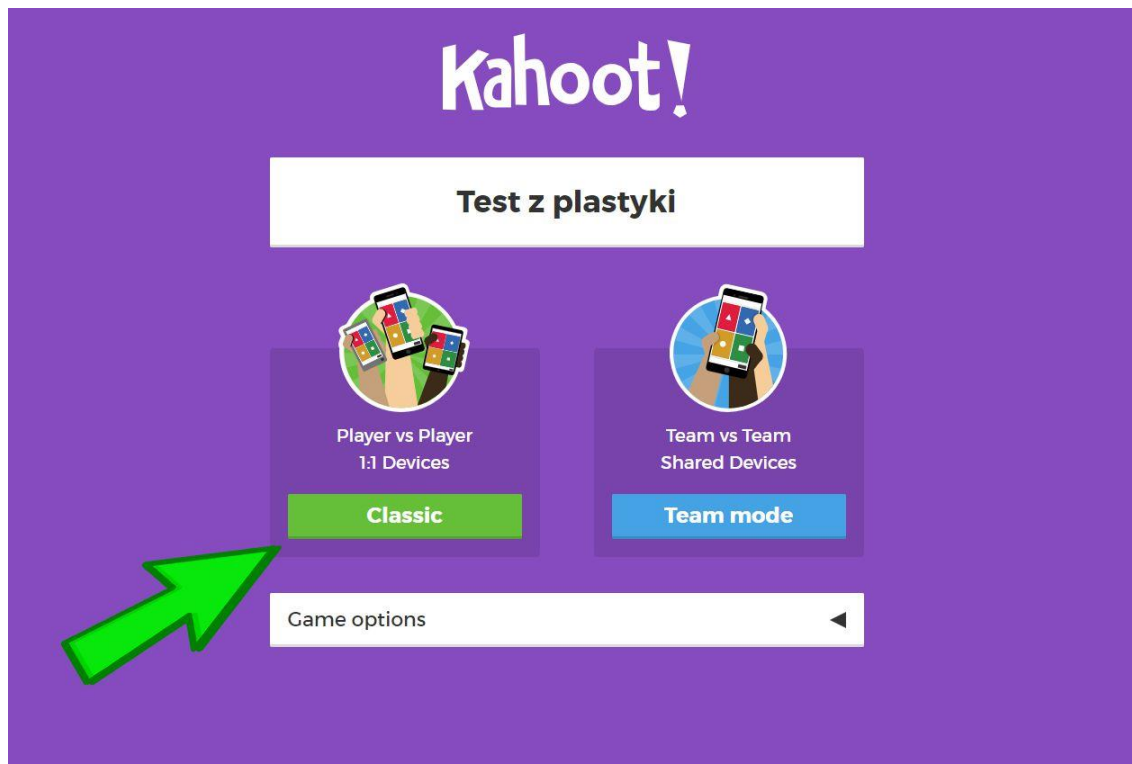 Kahoot!
Test z plastyki
Player vs Player
1:1 Devices
Classic
Team vs Team
Shared Devices
Team mode
Game options